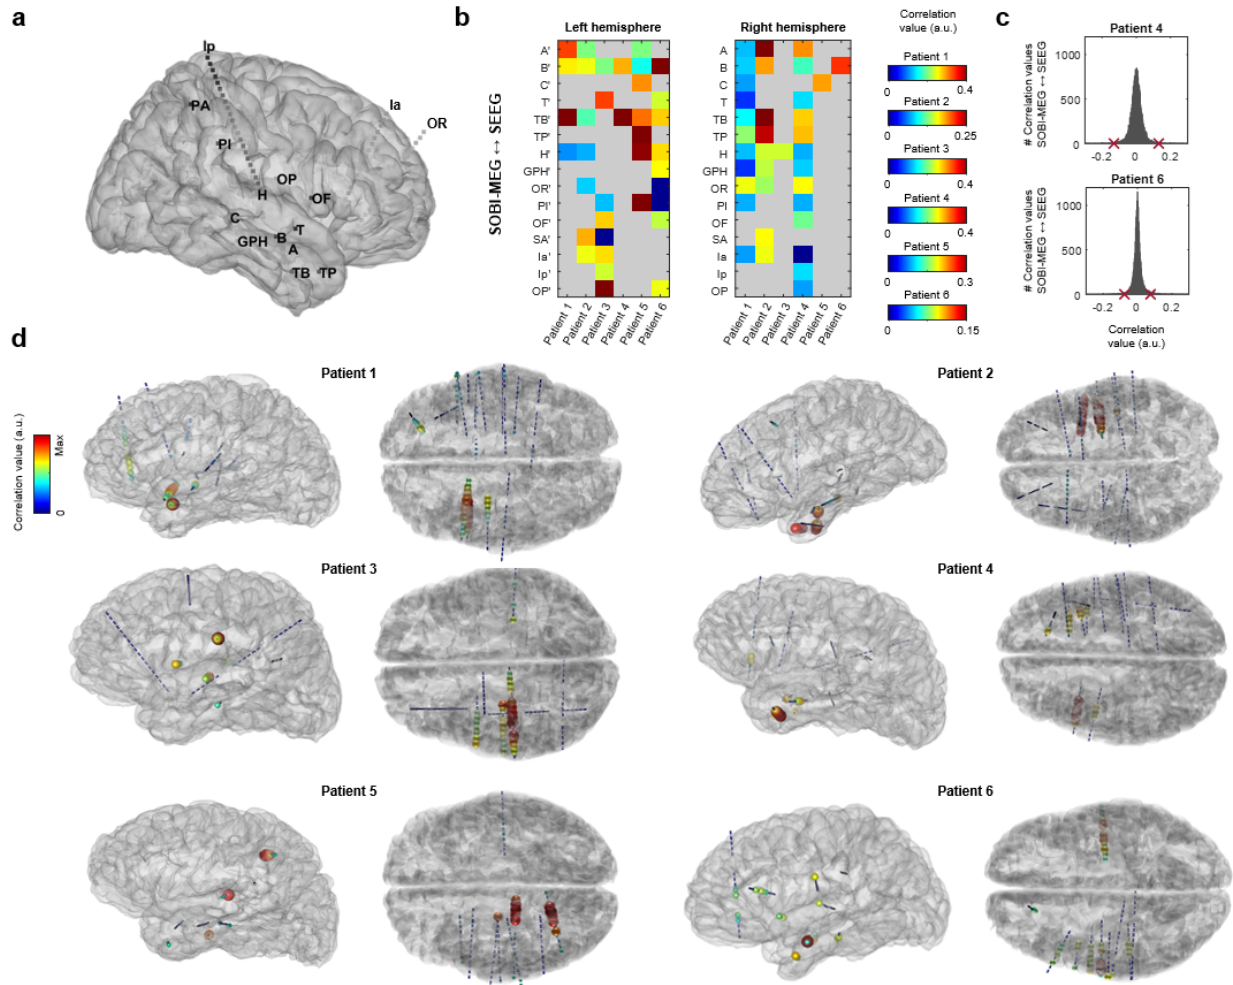 a
Ip
PA
Ia
OR
PI
OP
H
OF
C
T
GPH
B
A
TB
TP
b
Left hemisphere
Right hemisphere
SOBI-MEG ↔ SEEG
A'
B'
C'
T'
TB'
TP'
H'
GPH'
OR'
PI'
OF'
SA'
Ia'
Ip'
OP'
Patient 1
Patient 2
Patient 3
Patient 4
Patient 5
Patient 6
A
B
C
T
TB
TP
H
GPH
OR
PI
OF
SA
Ia
Ip
OP
Patient 1
Patient 2
Patient 3
Patient 4
Patient 5
Patient 6
Correlation
value (a.u.)
Patient 1
0 0.4
Patient 2
0 0.25
Patient 3
0 0.4
Patient 4
0 0.4
Patient 5
0 0.3
Patient 6
0 0.15
c
Patient 4
# Correlation values
SOBI-MEG ↔ SEEG
1000
500
0
-0.2 0 0.2
Patient 6
# Correlation values
SOBI-MEG ↔ SEEG
1000
500
0
-0.2 0 0.2
Correlation
value (a.u.)
d
Correlation value (a.u.)
Max
0
Patient 1
Patient 2
Patient 3
Patient 4
Patient 5
Patient 6